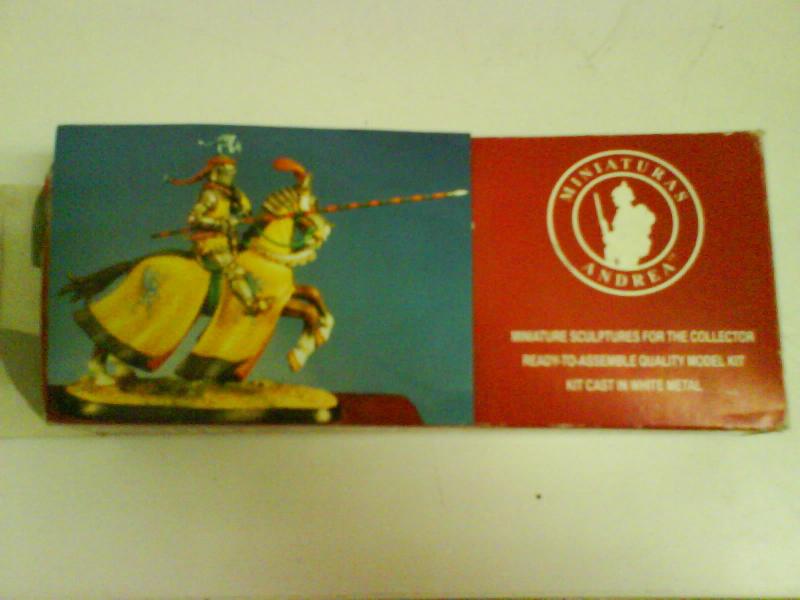 MINIATURAS
ANDREA
MINIATURE SCULPTURES FOR THE COLLECTOR
READY-TO-ASSEMBLE QUALITY MODEL KIT
KIT CAST IN WHITE METAL